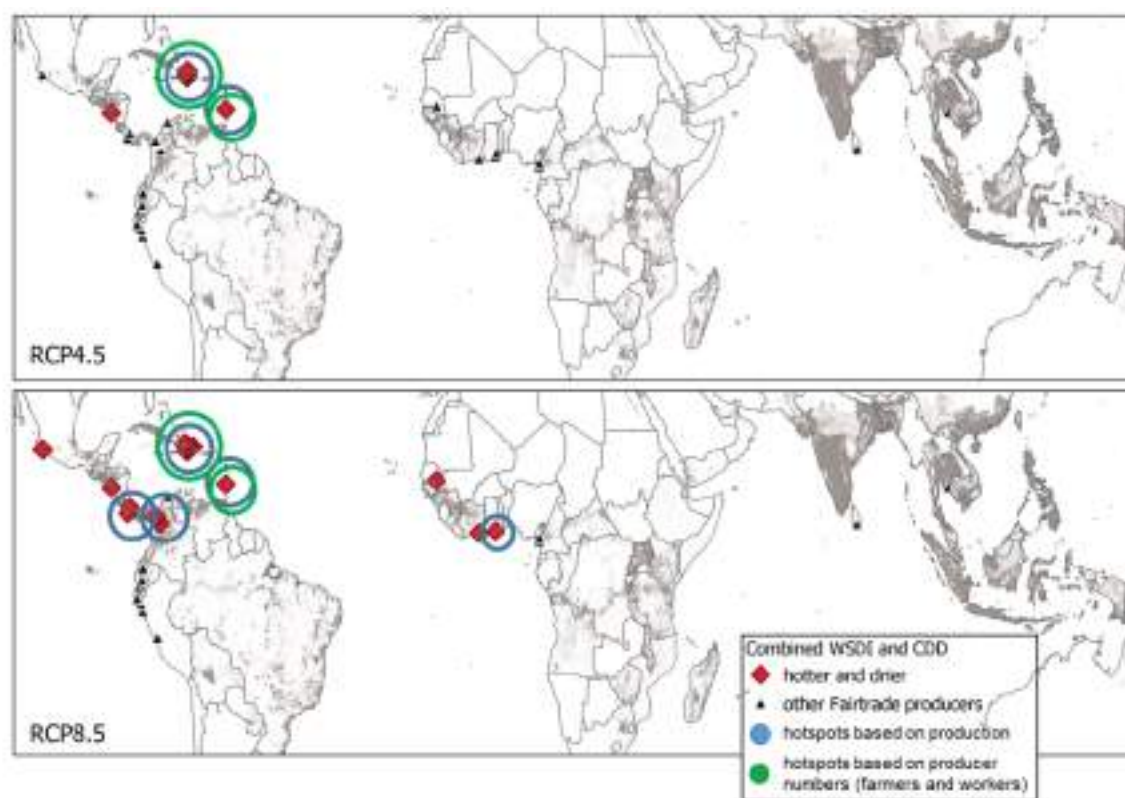 RCP4.5
RCP8.5
Combined WSDI and CDD
hotter and drier
other Fairtrade producers
hotspots based on production
hotspots based on producer
numbers (farmers and workers)